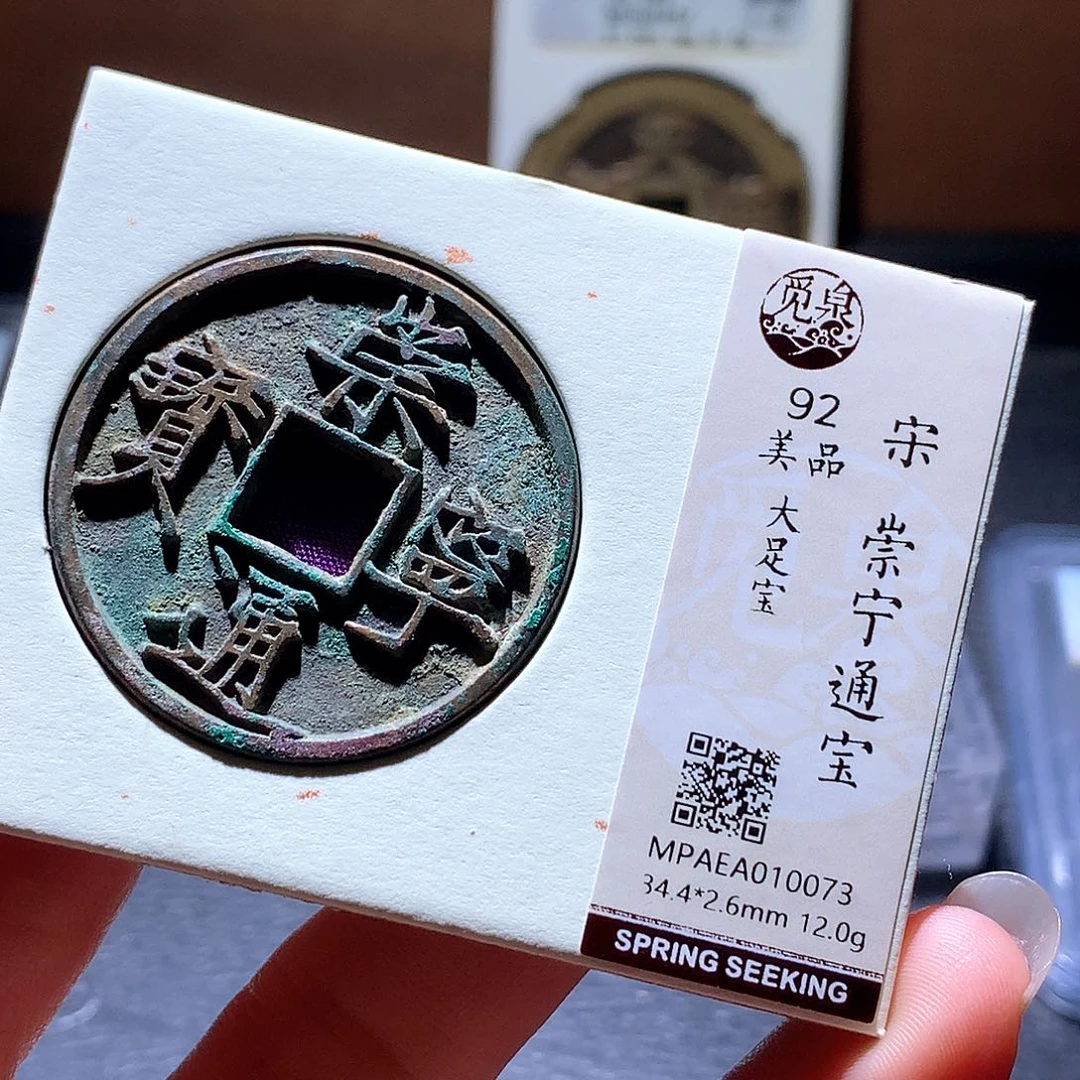 崇寧通寶
觅泉
92
美品
大足宝
宋 崇宁通宝
MPAEA010073
34.4*2.6mm 12.0g
SPRING SEEKING